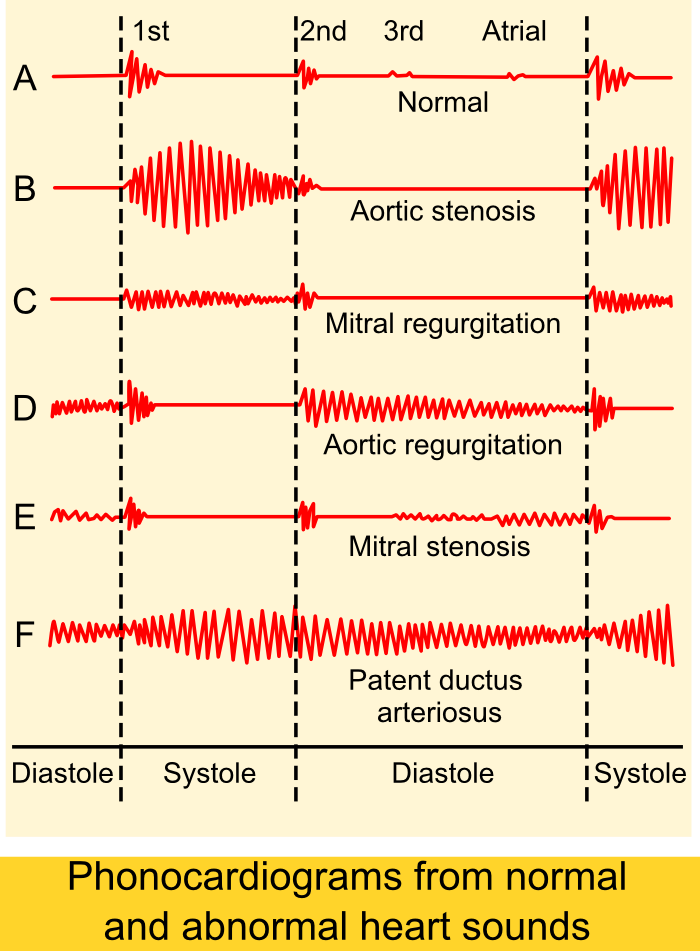 1st 2nd 3rd Atrial
A
Normal
B
Aortic stenosis
C
Mitral regurgitation
D
Aortic regurgitation
E
Mitral stenosis
F
Patent ductus
arteriosus
Diastole Systole Diastole Systole
Phonocardiograms from normal
and abnormal heart sounds